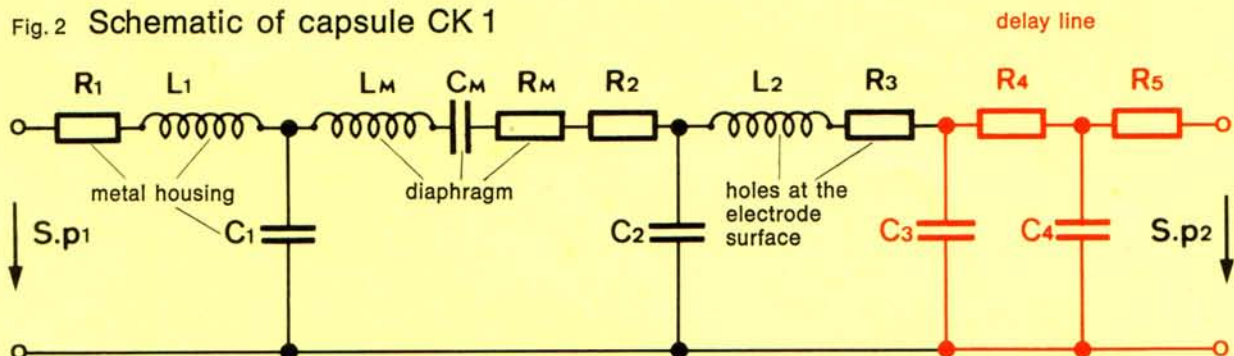 Fig. 2 Schematic of capsule CK 1
delay line
R1 L1 LM CM RM R2 L2 R3 R4 R5
metal housing
diaphragm
holes at the
electrode
surface
S.p1 C1 C2 C3 C4 S.p2